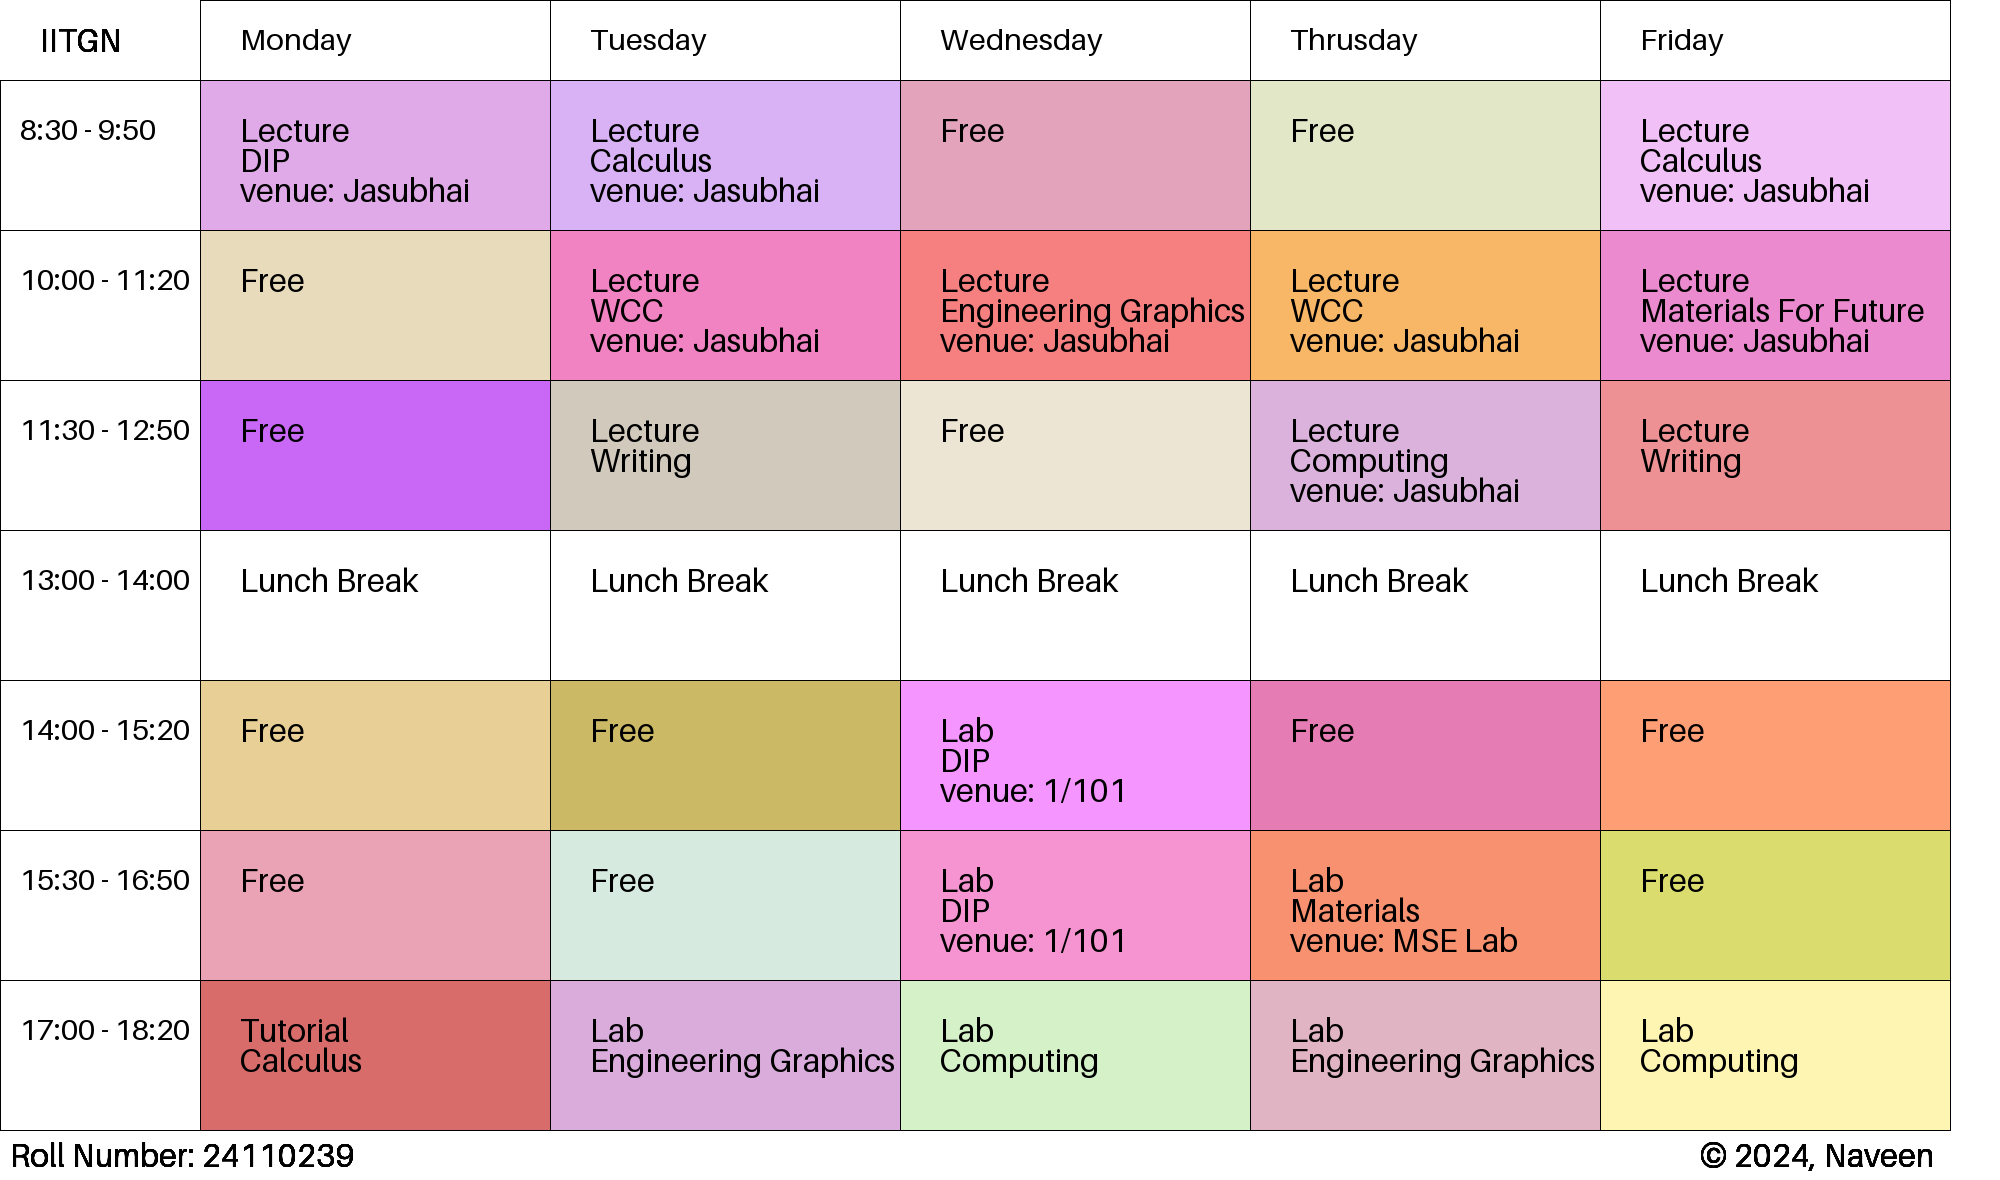 IITGN
Monday
Tuesday
Wednesday
Thrusday
Friday
8:30 - 9:50
Lecture
DIP
venue: Jasubhai
Lecture
Calculus
venue: Jasubhai
Free
Free
Lecture
Calculus
venue: Jasubhai
10:00 - 11:20
Free
Lecture
WCC
venue: Jasubhai
Lecture
Engineering Graphics
venue: Jasubhai
Lecture
WCC
venue: Jasubhai
Lecture
Materials For Future
venue: Jasubhai
11:30 - 12:50
Free
Lecture
Writing
Free
Lecture
Computing
venue: Jasubhai
Lecture
Writing
13:00 - 14:00
Lunch Break
Lunch Break
Lunch Break
Lunch Break
Lunch Break
14:00 - 15:20
Free
Free
Lab
DIP
venue: 1/101
Free
Free
15:30 - 16:50
Free
Free
Lab
DIP
venue: 1/101
Lab
Materials
venue: MSE Lab
Free
17:00 - 18:20
Tutorial
Calculus
Lab
Engineering Graphics
Lab
Computing
Lab
Engineering Graphics
Lab
Computing
Roll Number: 24110239
© 2024, Naveen